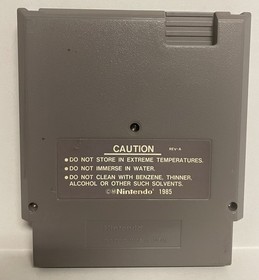 CAUTION REV-A
• DO NOT STORE IN EXTREME TEMPERATURES.
• DO NOT IMMERSE IN WATER.
• DO NOT CLEAN WITH BENZENE, THINNER,
ALCOHOL OR OTHER SUCH SOLVENTS.
Nintendo 1985